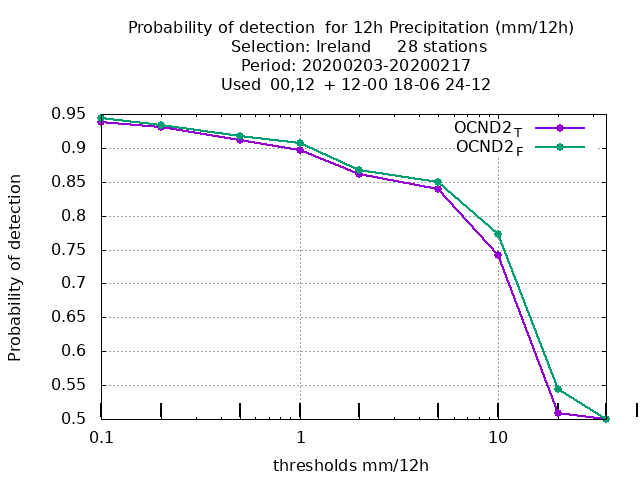 Probability of detection  for 12h Precipitation (mm/12h)
Selection: Ireland     28 stations
Period: 20200203-20200217
Used  00,12  + 12-00 18-06 24-12
OCND2T
OCND2F
0.95
0.9
0.85
0.8
0.75
0.7
0.65
0.6
0.55
0.5
Probability of detection
0.1 1 10
thresholds mm/12h